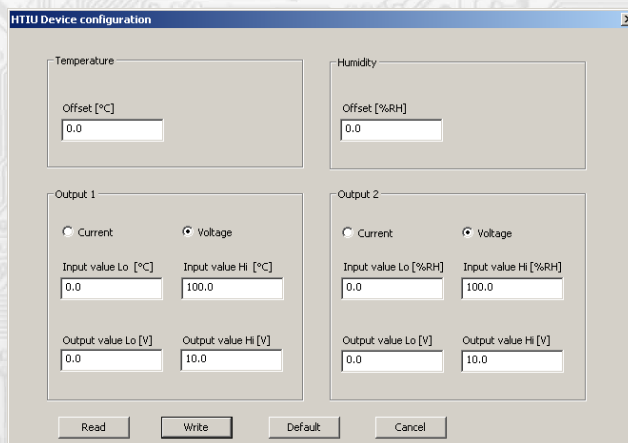 HTIU Device configuration
Temperature
Offset [°C]
0.0
Humidity
Offset [%RH]
0.0
Output 1
Current
Voltage
Input value Lo [°C]
Input value Hi [°C]
0.0
100.0
Output value Lo [V]
Output value Hi [V]
0.0
10.0
Output 2
Current
Voltage
Input value Lo [%RH]
Input value Hi [%RH]
0.0
100.0
Output value Lo [V]
Output value Hi [V]
0.0
10.0
Read
Write
Default
Cancel